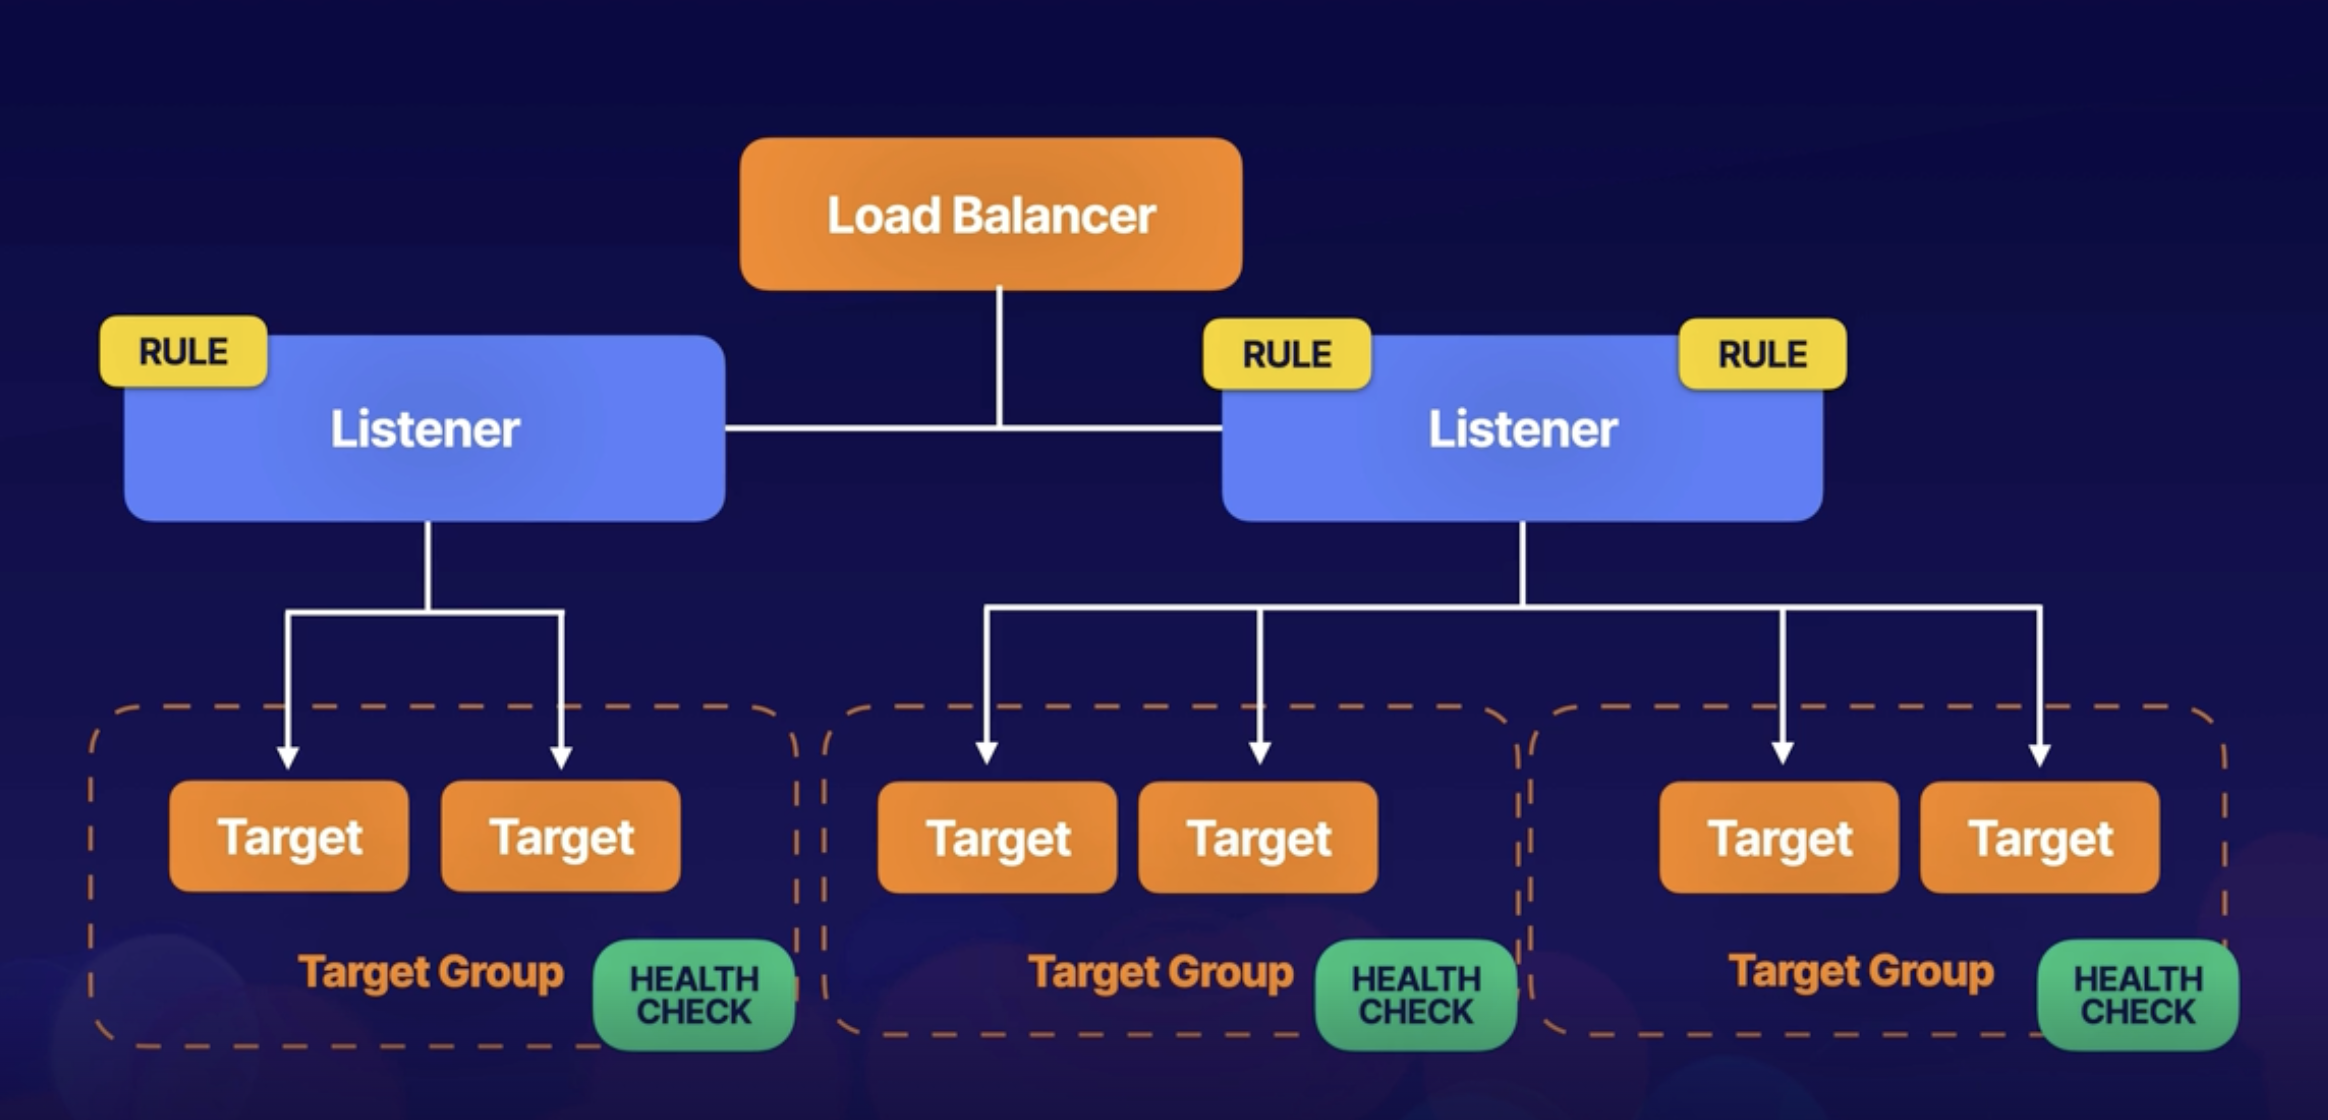 Load Balancer
RULE
RULE
RULE
Listener
Listener
Target
Target
Target
Target
Target
Target
Target Group
HEALTH
CHECK
Target Group
HEALTH
CHECK
Target Group
HEALTH
CHECK